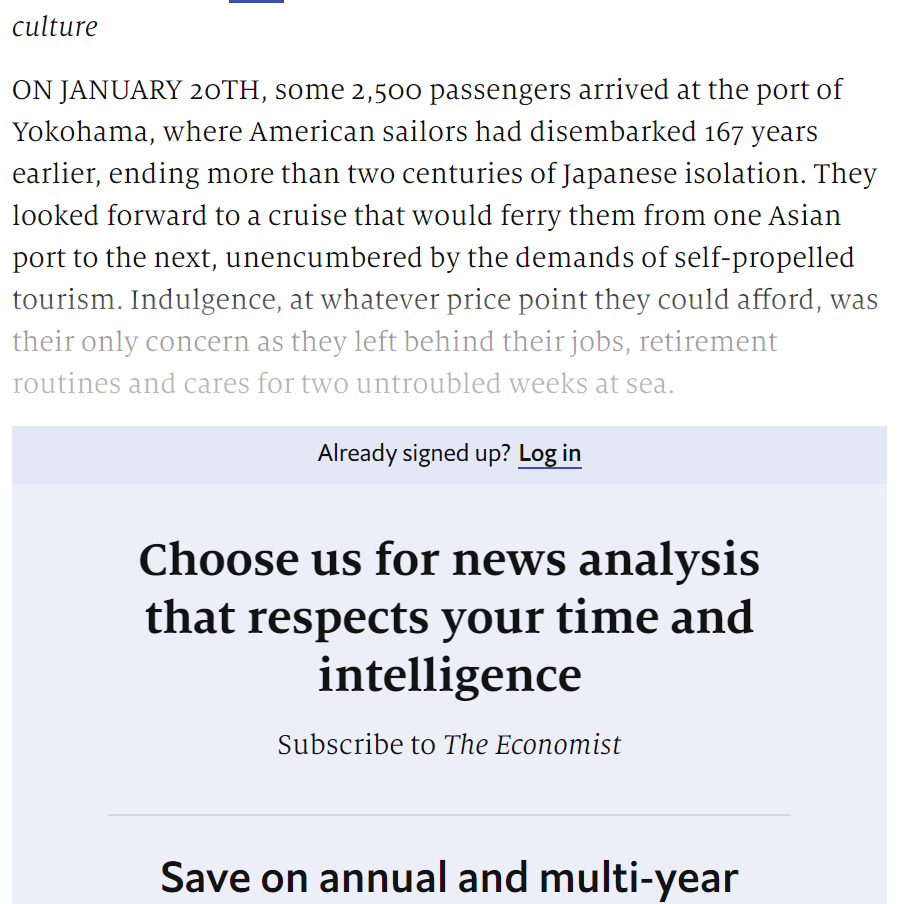 culture
ON JANUARY 20TH, some 2,500 passengers arrived at the port of
Yokohama, where American sailors had disembarked 167 years
earlier, ending more than two centuries of Japanese isolation. They
looked forward to a cruise that would ferry them from one Asian
port to the next, unencumbered by the demands of self-propelled
tourism. Indulgence, at whatever price point they could afford, was
their only concern as they left behind their jobs, retirement
routines and cares for two untroubled weeks at sea.
Already signed up? Log in
Choose us for news analysis
that respects your time and
intelligence
Subscribe to The Economist
Save on annual and multi-year